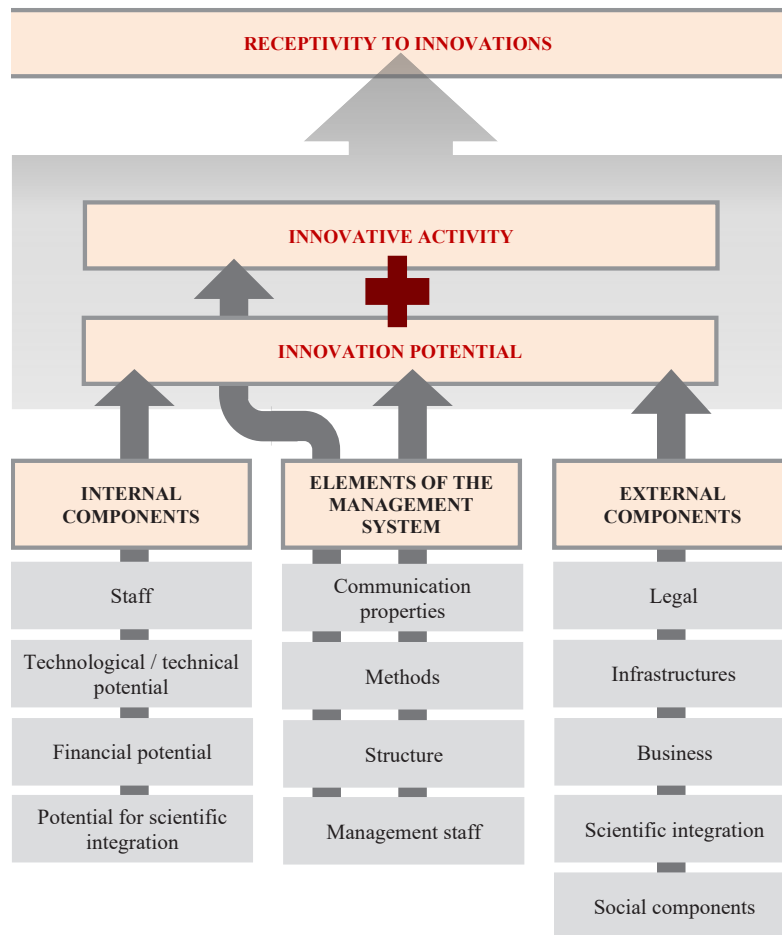 RECEPTIVITY TO INNOVATIONS
INNOVATIVE ACTIVITY
INNOVATION POTENTIAL
INTERNAL
COMPONENTS
Staff
Technological / technical
potential
Financial potential
Potential for scientific
integration
ELEMENTS OF THE
MANAGEMENT
SYSTEM
Communication
properties
Methods
Structure
Management staff
EXTERNAL
COMPONENTS
Legal
Infrastructures
Business
Scientific integration
Social components